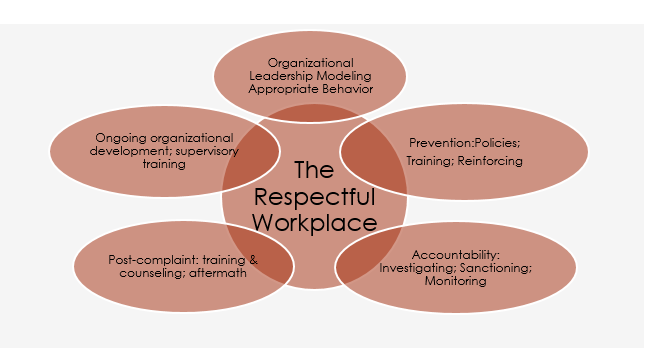 Organizational
Leadership Modeling
Appropriate Behavior
Prevention:Policies;
Training; Reinforcing
Accountability:
Investigating; Sanctioning;
Monitoring
Post-complaint: training &
counseling; aftermath
Ongoing organizational
development; supervisory
training
The
Respectful
Workplace